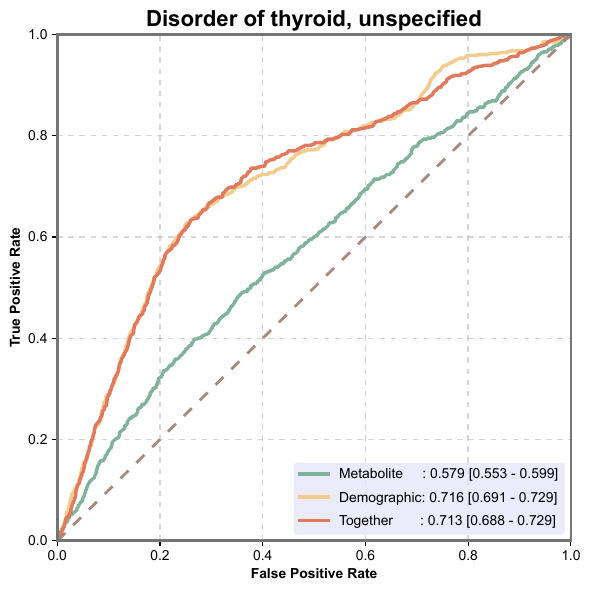 Disorder of thyroid, unspecified
True Positive Rate
1.0
0.8
0.6
0.4
0.2
0.0
Metabolite : 0.579 [0.553 - 0.599]
Demographic: 0.716 [0.691 - 0.729]
Together : 0.713 [0.688 - 0.729]
0.0 0.2 0.4 0.6 0.8 1.0
False Positive Rate